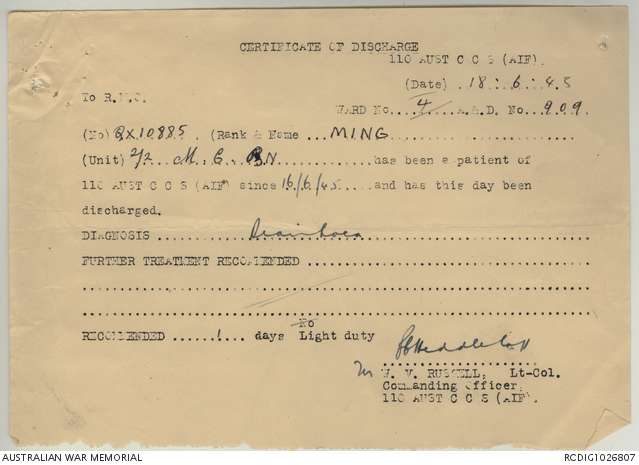 CERTIFICATE OF DISCHARGE
110 AUST C C S (AIF).
(Date) 18.6.45
To R.M.O.
WARD No....4/....A.&D. No. 909
(No) QX10885. (Rank & Name ...MING..............
(Unit) 2/2 M. G. BN..........has been a patient of
110 AUST C C S (AIF) since 16/6/45.....and has this day been
discharged.
DIAGNOSIS ......Diarrhoea......
FURTHER TREATMENT RECOMMENDED ......
No
RECOMMENDED .....1... days Light duty
W. V. RUSSELL, Lt-Col.
Commanding Officer,
110 AUST C C S (AIF).
AUSTRALIAN WAR MEMORIAL
RCDIG1026807